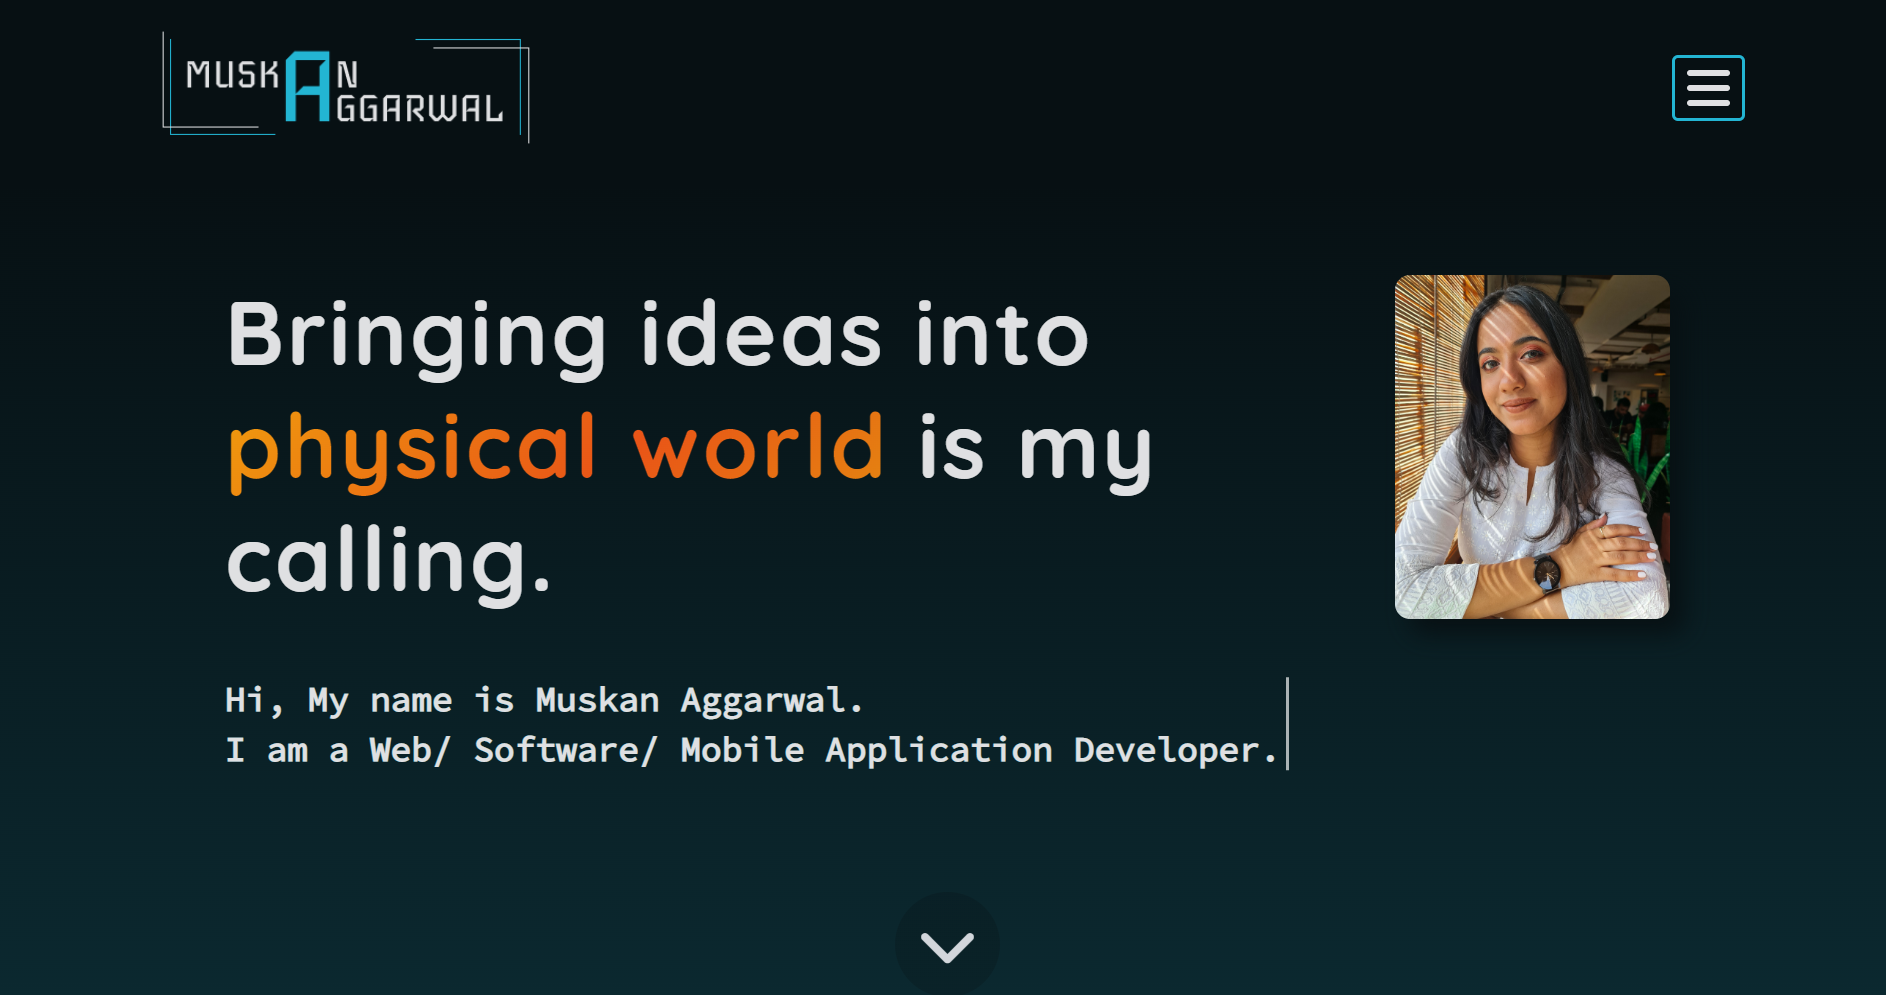 MUSKAN
AGGARWAL
Bringing ideas into
physical world is my
calling.
Hi, My name is Muskan Aggarwal.
I am a Web/ Software/ Mobile Application Developer.